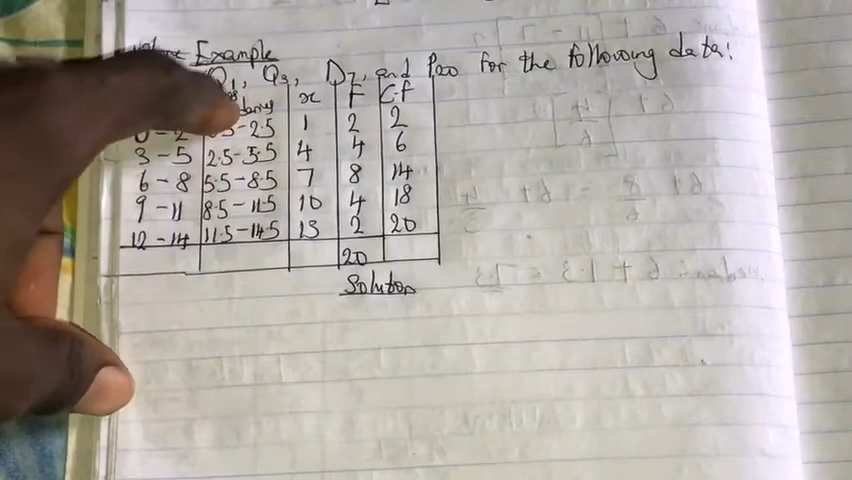 Example
Q₁, Q₃, D₇, and P₂₀ for the following data:
x F C.f
0 - 2 -2.5 1 2 2
3 - 5 2.5 - 5.5 4 4 6
6 - 8 5.5 - 8.5 7 8 14
9 - 11 8.5 - 11.5 10 4 18
12 - 14 11.5 - 14.5 13 2 20
20
Solution